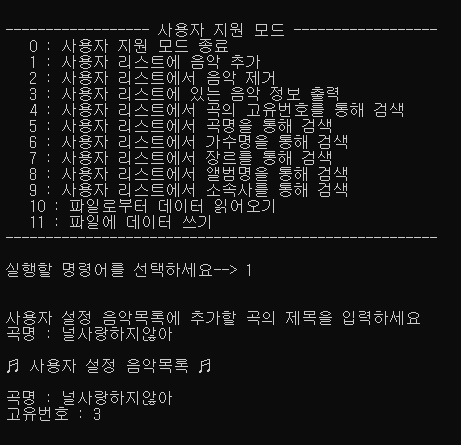 ------------------ 사용자 지원 모드 ------------------
0 : 사용자 지원 모드 종료
1 : 사용자 리스트에 음악 추가
2 : 사용자 리스트에서 음악 제거
3 : 사용자 리스트에 있는 음악 정보 출력
4 : 사용자 리스트에서 곡의 고유번호를 통해 검색
5 : 사용자 리스트에서 곡명을 통해 검색
6 : 사용자 리스트에서 가수명을 통해 검색
7 : 사용자 리스트에서 장르를 통해 검색
8 : 사용자 리스트에서 앨범명을 통해 검색
9 : 사용자 리스트에서 소속사를 통해 검색
10 : 파일로부터 데이터 읽어오기
11 : 파일에 데이터 쓰기
------------------------------------------------------
실행할 명령어를 선택하세요--> 1
사용자 설정 음악목록에 추가할 곡의 제목을 입력하세요
곡명 : 널사랑하지않아
♬ 사용자 설정 음악목록 ♬
곡명 : 널사랑하지않아
고유번호 : 3